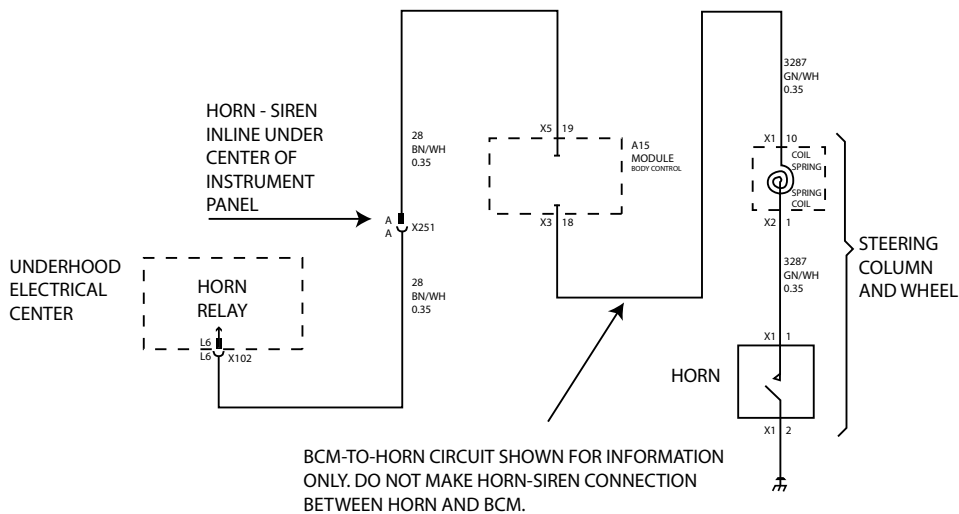 HORN - SIREN
INLINE UNDER
CENTER OF
INSTRUMENT
PANEL
28
BN/WH
0.35
A
A
X251
28
BN/WH
0.35
UNDERHOOD
ELECTRICAL
CENTER
HORN
RELAY
L6
L6
X102
X5 19
A15
MODULE
BODY CONTROL
X3 18
3287
GN/WH
0.35
X1 10
COIL
SPRING
SPRING
COIL
X2 1
3287
GN/WH
0.35
STEERING
COLUMN
AND WHEEL
X1 1
HORN
X1 2
BCM-TO-HORN CIRCUIT SHOWN FOR INFORMATION
ONLY. DO NOT MAKE HORN-SIREN CONNECTION
BETWEEN HORN AND BCM.